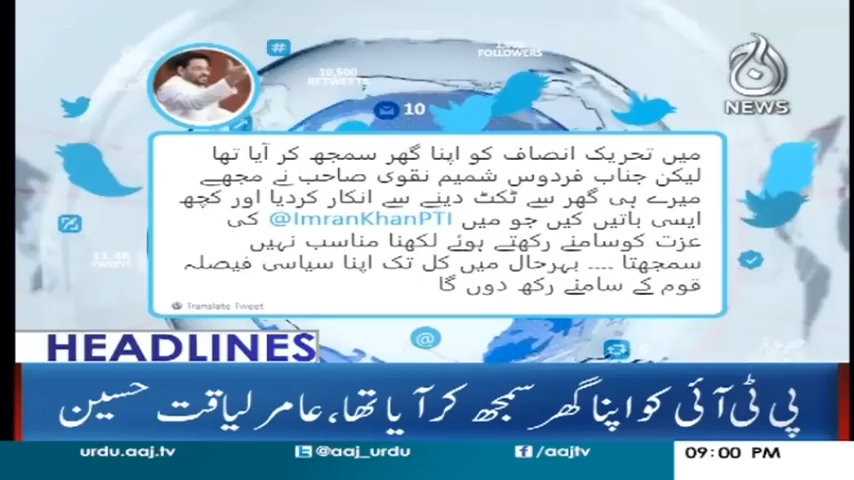 FOLLOWERS
10,500
RETWEETS
10
NEWS
میں تحریک انصاف کو اپنا گھر سمجھ کر آیا تھا
لیکن جناب فردوس شمیم نقوی صاحب نے مجھے
میرے ہی گھر سے ٹکٹ دینے سے انکار کردیا اور کچھ
ایسی باتیں کیں جو میں @ImranKhanPTI کی
عزت کوسامنے رکھتے ہوئے لکھنا مناسب نہیں
سمجھتا .... بہرحال میں کل تک اپنا سیاسی فیصلہ
قوم کے سامنے رکھ دوں گا
Translate Tweet
HEADLINES
پی ٹی آئی کو اپنا گھر سمجھ کر آیا تھا، عامر لیاقت حسین
urdu.aaj.tv
@aaj_urdu
/aajtv
09:00 PM